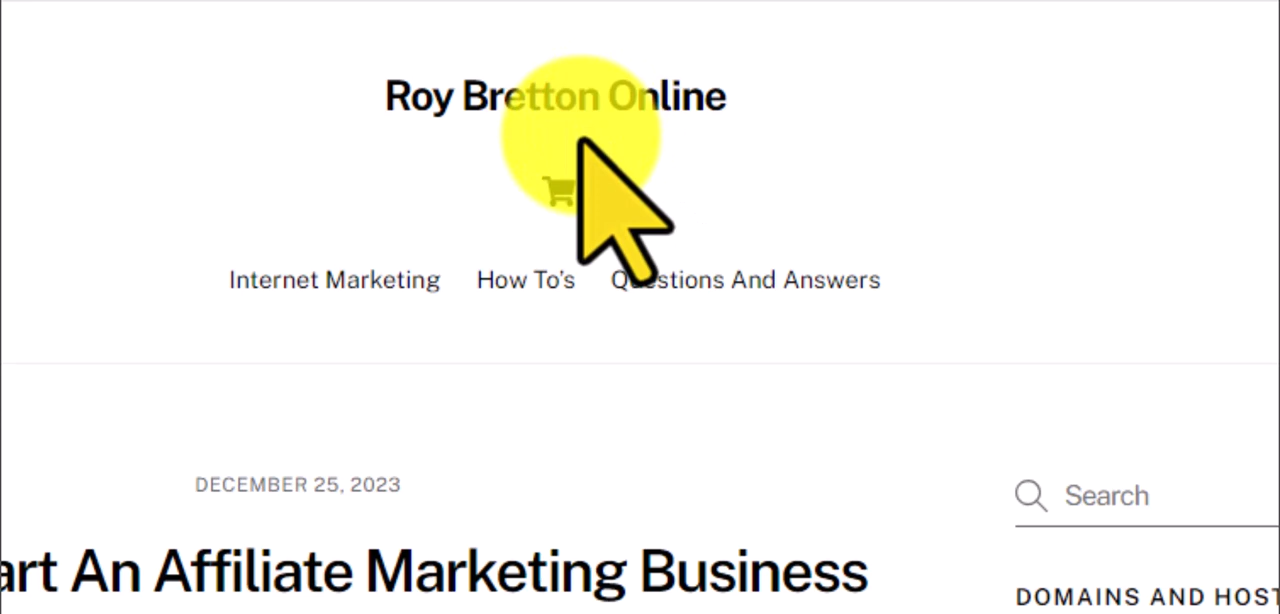 Roy Bretton Online
Internet Marketing How To's Questions And Answers
DECEMBER 25, 2023
Search
art An Affiliate Marketing Business
DOMAINS AND HOST